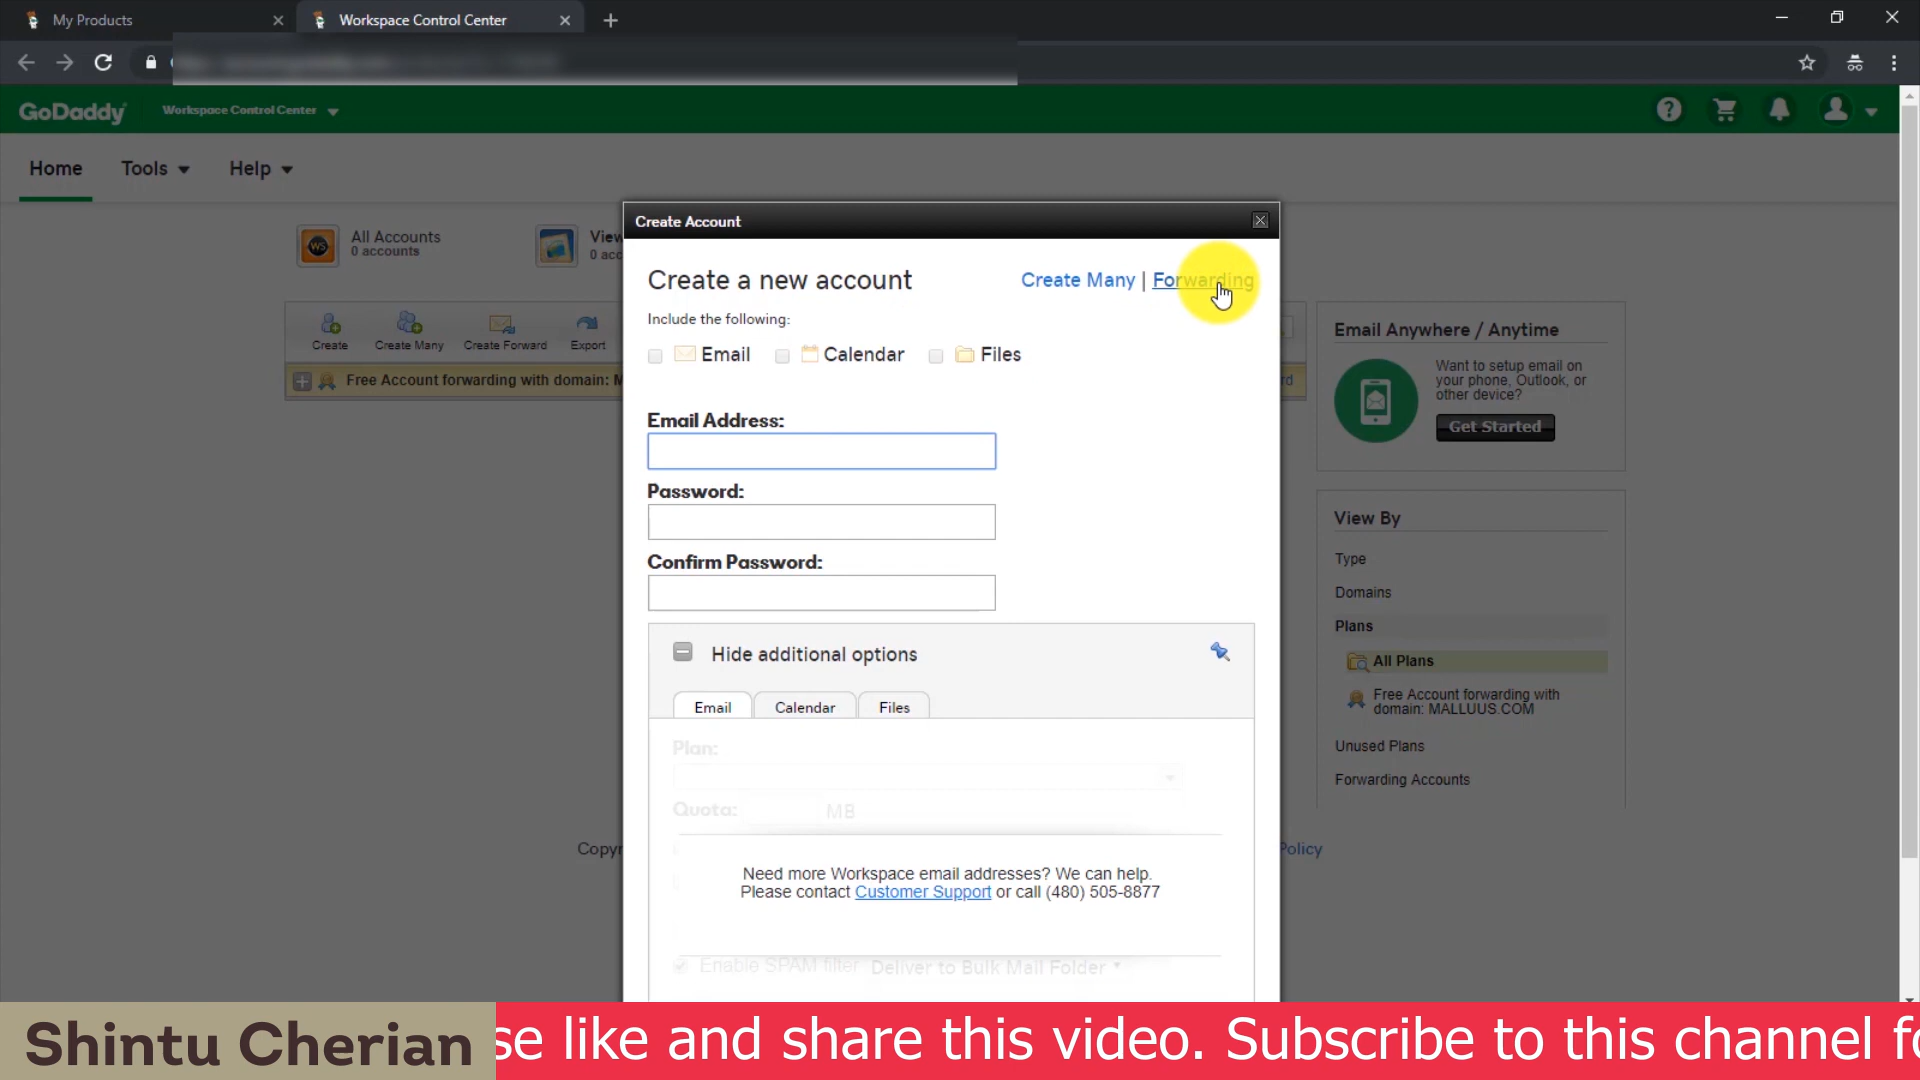 My Products
Workspace Control Center
GoDaddy
Workspace Control Center
Home
Tools
Help
All Accounts
0 accounts
View
0 acc
Create
Create Many
Create Forward
Export
Free Account forwarding with domain: M
rd
Create Account
Create a new account
Create Many | Forwarding
Include the following:
Email
Calendar
Files
Email Address:
Password:
Confirm Password:
Hide additional options
Email
Calendar
Files
Plan:
Quota:
MB
Need more Workspace email addresses? We can help.
Please contact Customer Support or call (480) 505-8877
Enable SPAM filter
Deliver to Bulk Mail Folder
Email Anywhere / Anytime
Want to setup email on
your phone, Outlook, or
other device?
Get Started
View By
Type
Domains
Plans
All Plans
Free Account forwarding with
domain: MALLUUS.COM
Unused Plans
Forwarding Accounts
Copyr
Policy
Shintu Cherian
se like and share this video. Subscribe to this channel fo